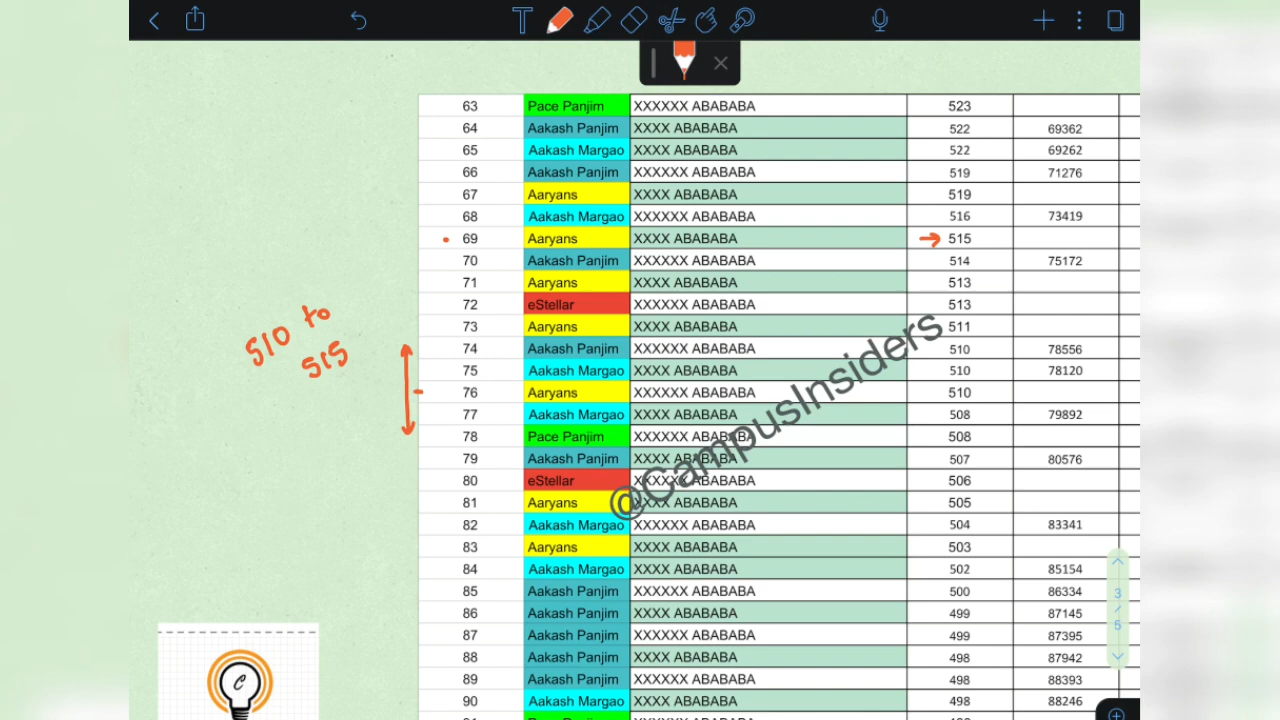 63 Pace Panjim XXXXXX ABABABA 523
64 Aakash Panjim XXXX ABABABA 522 69362
65 Aakash Margao XXXX ABABABA 522 69262
66 Aakash Panjim XXXXXX ABABABA 519 71276
67 Aaryans XXXX ABABABA 519
68 Aakash Margao XXXXXX ABABABA 516 73419
69 Aaryans XXXX ABABABA 515
70 Aakash Panjim XXXXXX ABABABA 514 75172
71 Aaryans XXXX ABABABA 513
72 eStellar XXXXXX ABABABA 513
73 Aaryans XXXX ABABABA 511
74 Aakash Panjim XXXXXX ABABABA 510 78556
75 Aakash Margao XXXX ABABABA 510 78120
76 Aaryans XXXXXX ABABABA 510
77 Aakash Margao XXXX ABABABA 508 79892
78 Pace Panjim XXXXXX ABABABA 508
79 Aakash Panjim XXXX ABABABA 507 80576
80 eStellar XXXXXX ABABABA 506
81 Aaryans XXXX ABABABA 505
82 Aakash Margao XXXXXX ABABABA 504 83341
83 Aaryans XXXX ABABABA 503
84 Aakash Margao XXXX ABABABA 502 85154
85 Aakash Panjim XXXXXX ABABABA 500 86334
86 Aakash Panjim XXXX ABABABA 499 87145
87 Aakash Panjim XXXXXX ABABABA 499 87395
88 Aakash Panjim XXXX ABABABA 498 87942
89 Aakash Panjim XXXXXX ABABABA 498 88393
90 Aakash Margao XXXX ABABABA 498 88246
510 to
515
@CampusInsiders
3
/
5
C